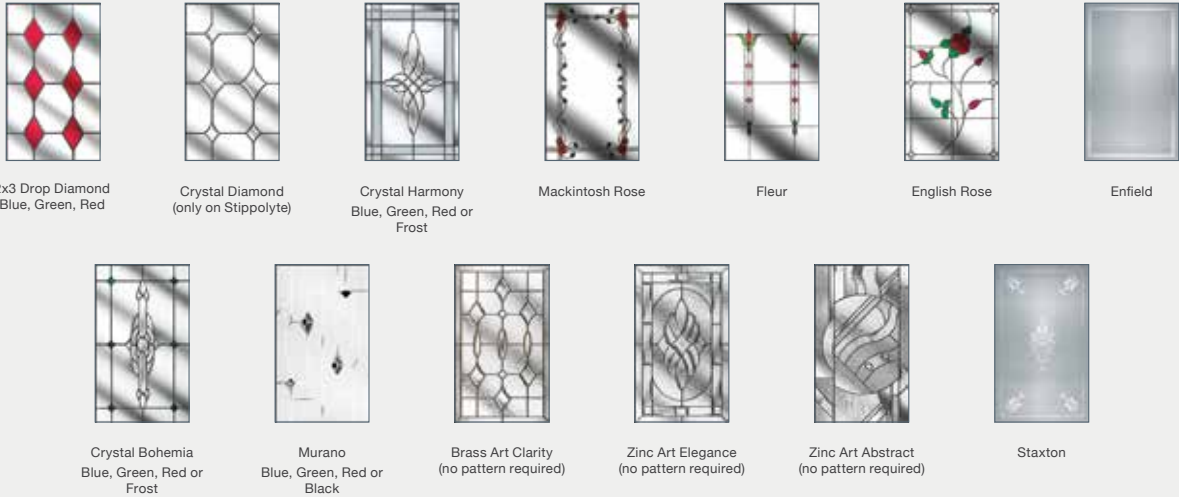 2x3 Drop Diamond
Blue, Green, Red
Crystal Diamond
(only on Stippolyte)
Crystal Harmony
Blue, Green, Red or
Frost
Mackintosh Rose
Fleur
English Rose
Enfield
Crystal Bohemia
Blue, Green, Red or
Frost
Murano
Blue, Green, Red or
Black
Brass Art Clarity
(no pattern required)
Zinc Art Elegance
(no pattern required)
Zinc Art Abstract
(no pattern required)
Staxton